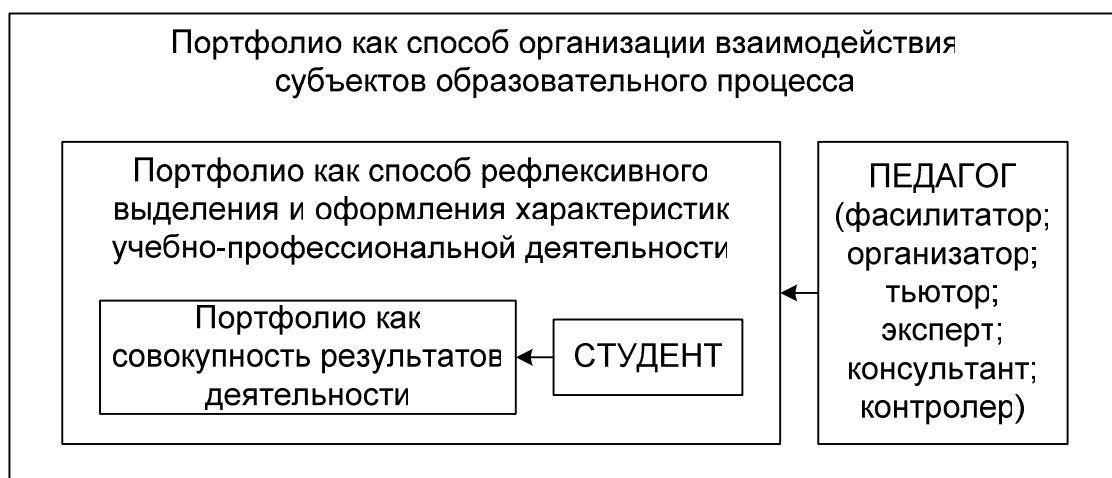 Портфолио как способ организации взаимодействия
субъектов образовательного процесса
Портфолио как способ рефлексивного
выделения и оформления характеристик
учебно-профессиональной деятельности
Портфолио как
совокупность результатов
деятельности
СТУДЕНТ
ПЕДАГОГ
(фасилитатор;
организатор;
тьютор;
эксперт;
консультант;
контролер)